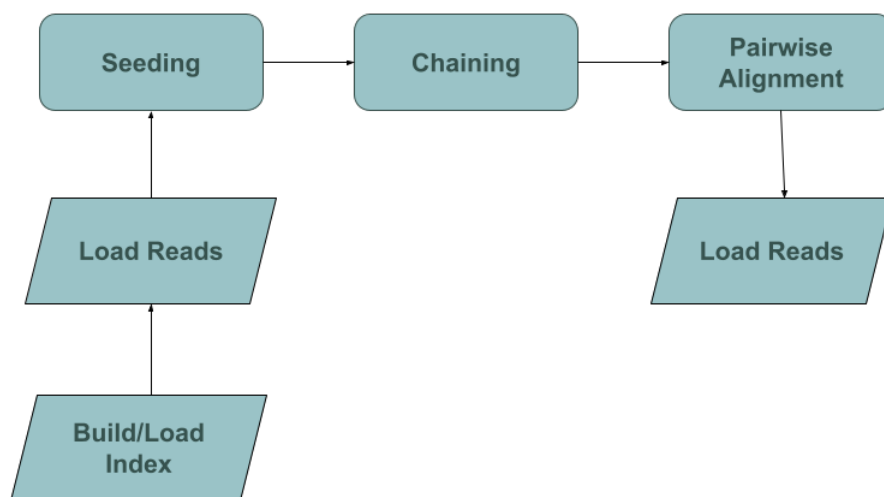 Seeding
Chaining
Pairwise
Alignment
Load Reads
Load Reads
Build/Load
Index